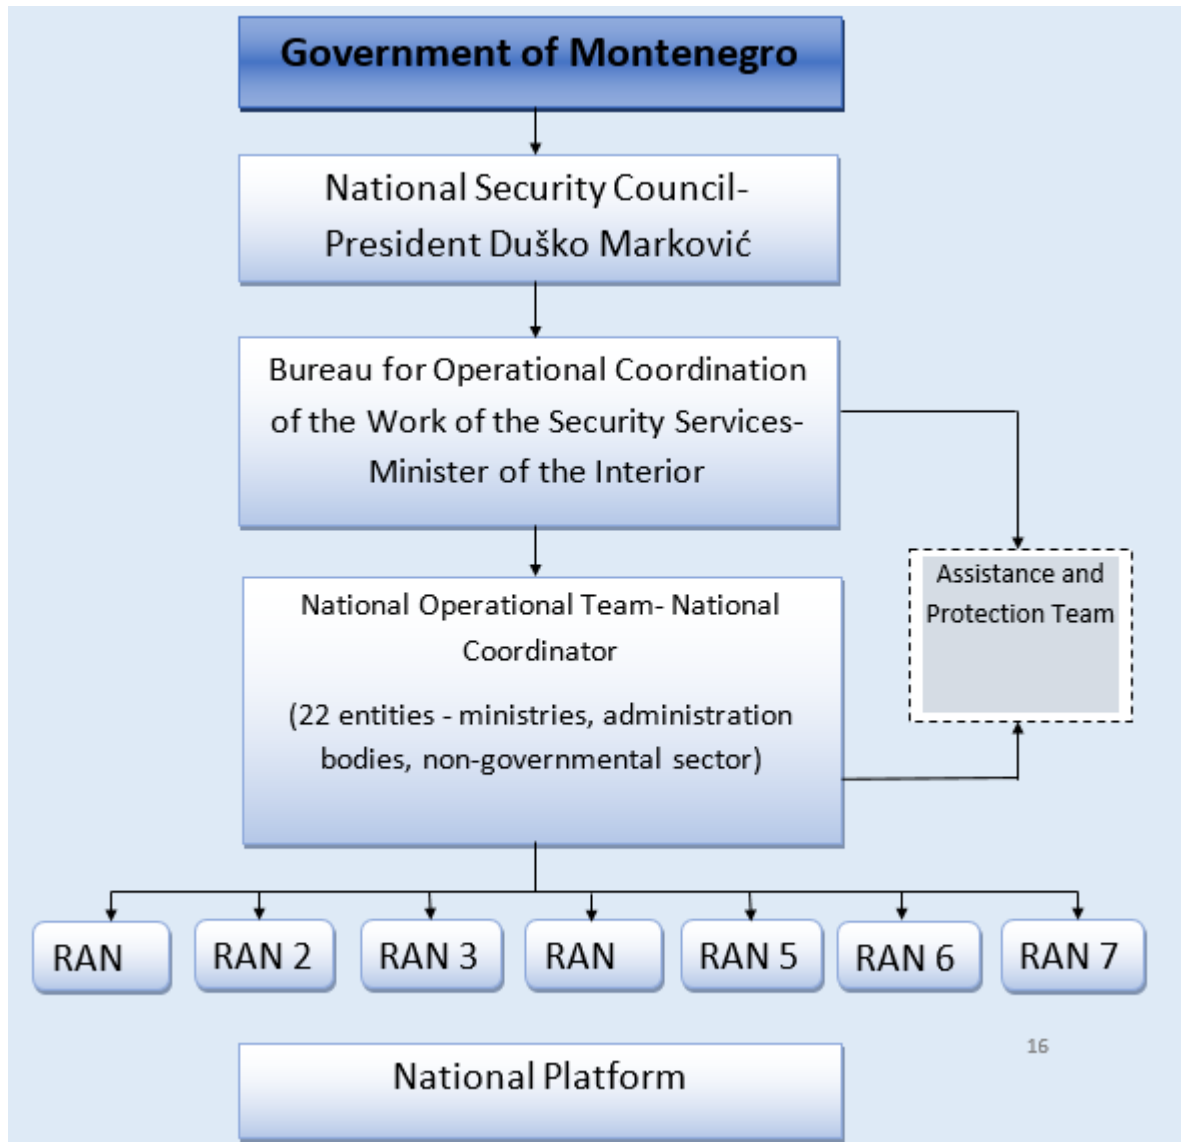 Government of Montenegro
National Security Council-
President Duško Marković
Bureau for Operational Coordination
of the Work of the Security Services-
Minister of the Interior
Assistance and
Protection Team
National Operational Team- National
Coordinator
(22 entities - ministries, administration
bodies, non-governmental sector)
RAN
RAN 2
RAN 3
RAN
RAN 5
RAN 6
RAN 7
16
National Platform